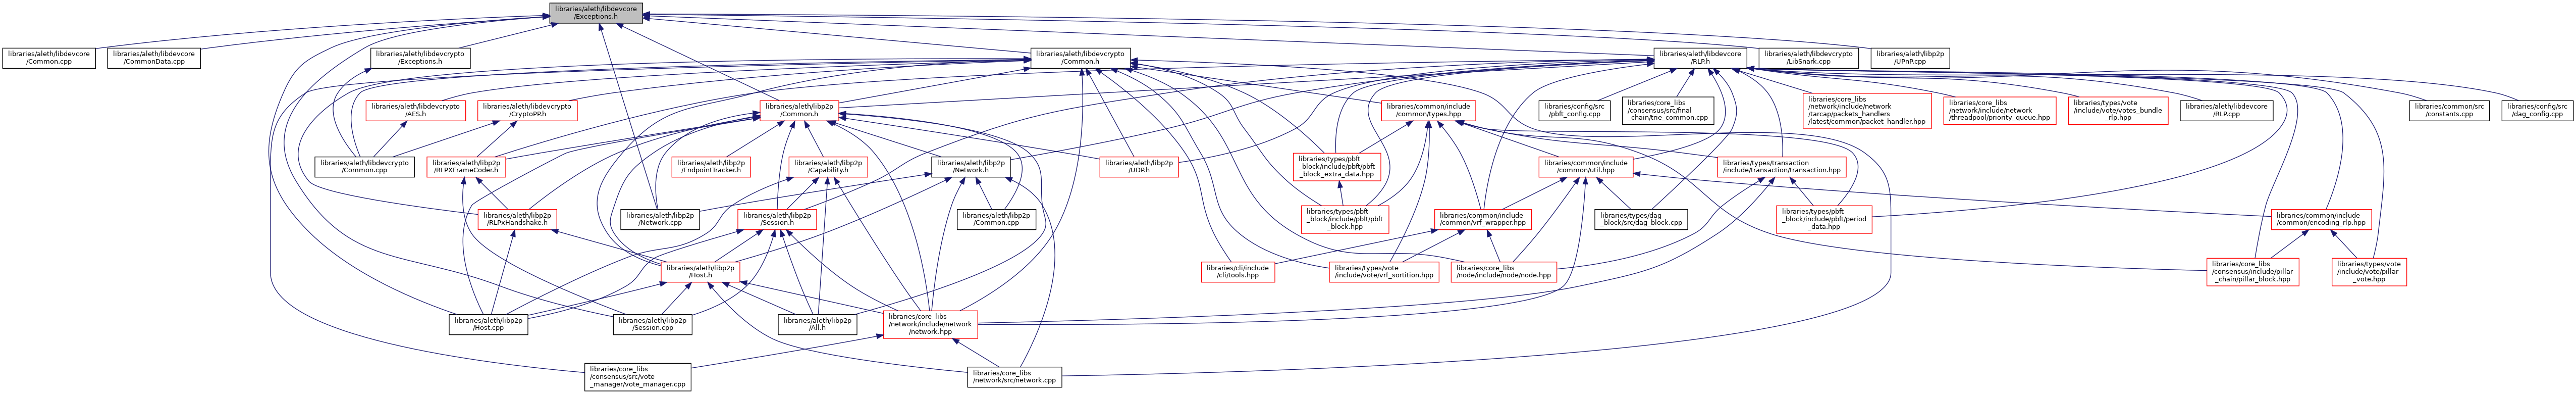 libraries/aleth/libdevcore
/Exceptions.h
libraries/aleth/libdevcore
/Common.cpp
libraries/aleth/libdevcore
/CommonData.cpp
libraries/aleth/libdevcrypto
/Exceptions.h
libraries/aleth/libdevcrypto
/Common.h
libraries/aleth/libdevcore
/RLP.h
libraries/aleth/libdevcrypto
/LibSnark.cpp
libraries/aleth/libp2p
/UPnP.cpp
libraries/aleth/libdevcrypto
/AES.h
libraries/aleth/libdevcrypto
/CryptoPP.h
libraries/aleth/libp2p
/Common.h
libraries/common/include
/common/types.hpp
libraries/config/src
/pbft_config.cpp
libraries/core_libs
/consensus/src/final
_chain/trie_common.cpp
libraries/core_libs
/network/include/network
/tarcap/packets_handlers
/latest/common/packet_handler.hpp
libraries/core_libs
/network/include/network
/threadpool/priority_queue.hpp
libraries/types/vote
/include/vote/votes_bundle
_rlp.hpp
libraries/aleth/libdevcore
/RLP.cpp
libraries/common/src
/constants.cpp
libraries/config/src
/dag_config.cpp
libraries/aleth/libdevcrypto
/Common.cpp
libraries/aleth/libp2p
/RLPXFrameCoder.h
libraries/aleth/libp2p
/EndpointTracker.h
libraries/aleth/libp2p
/Capability.h
libraries/aleth/libp2p
/Network.h
libraries/aleth/libp2p
/UDP.h
libraries/types/pbft
_block/include/pbft/pbft
_block_extra_data.hpp
libraries/common/include
/common/util.hpp
libraries/types/transaction
/include/transaction/transaction.hpp
libraries/aleth/libp2p
/RLPxHandshake.h
libraries/aleth/libp2p
/Network.cpp
libraries/aleth/libp2p
/Session.h
libraries/aleth/libp2p
/Common.cpp
libraries/types/pbft
_block/include/pbft/pbft
_block.hpp
libraries/common/include
/common/vrf_wrapper.hpp
libraries/types/dag
_block/src/dag_block.cpp
libraries/types/pbft
_block/include/pbft/period
_data.hpp
libraries/common/include
/common/encoding_rlp.hpp
libraries/aleth/libp2p
/Host.h
libraries/cli/include
/cli/tools.hpp
libraries/types/vote
/include/vote/vrf_sortition.hpp
libraries/core_libs
/node/include/node/node.hpp
libraries/core_libs
/consensus/include/pillar
_chain/pillar_block.hpp
libraries/types/vote
/include/vote/pillar
_vote.hpp
libraries/aleth/libp2p
/Host.cpp
libraries/aleth/libp2p
/Session.cpp
libraries/aleth/libp2p
/All.h
libraries/core_libs
/network/include/network
/network.hpp
libraries/core_libs
/consensus/src/vote
_manager/vote_manager.cpp
libraries/core_libs
/network/src/network.cpp